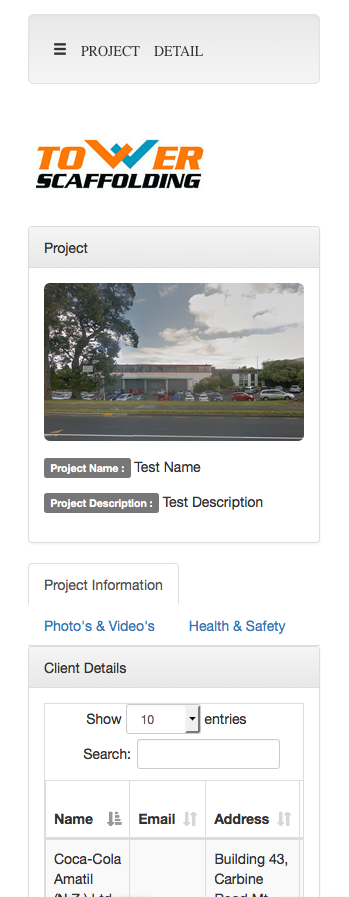 PROJECT DETAIL
TOWER
SCAFFOLDING
Project
Project Name : Test Name
Project Description : Test Description
Project Information
Photo's & Video's Health & Safety
Client Details
Show 10 entries
Search:
Name Email Address
Coca-Cola Building 43,
Amatil Carbine
(N.Z.) Ltd Road Mt